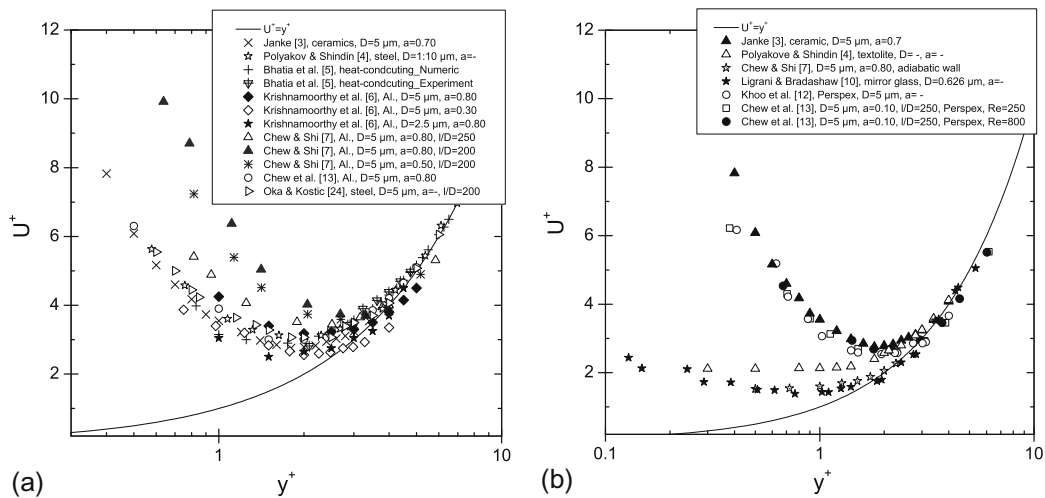 12
10
8
6
4
2
U⁺
1
10
y⁺
(a)
U⁺=y⁺
Janke [3], ceramics, D=5 µm, a=0.70
Polyakov & Shindin [4], steel, D=1:10 µm, a=-
Bhatia et al. [5], heat-condcuting_Numeric
Bhatia et al. [5], heat-conducting_Experiment
Krishnamoorthy et al. [6], Al., D=5 µm, a=0.80
Krishnamoorthy et al. [6], Al., D=5 µm, a=0.30
Krishnamoorthy et al. [6], Al., D=2.5 µm, a=0.80
Chew & Shi [7], Al., D=5 µm, a=0.80, l/D=250
Chew & Shi [7], Al., D=5 µm, a=0.80, l/D=200
Chew & Shi [7], Al., D=5 µm, a=0.50, l/D=200
Chew et al. [13], Al., D=5 µm, a=0.80
Oka & Kostic [24], steel, D=5 µm, a=-, l/D=200
12
10
8
6
4
2
U⁺
0.1
1
10
y⁺
(b)
U⁺=y⁺
Janke [3], ceramic, D=5 µm, a=0.7
Polyakove & Shindin [4], textolite, D= -, a= -
Chew & Shi [7], D=5 µm, a=0.80, adiabatic wall
Ligrani & Bradashaw [10], mirror glass, D=0.626 µm, a=-
Khoo et al. [12], Perspex, D=5 µm, a= -
Chew et al. [13], D=5 µm, a=0.10, l/D=250, Perspex, Re=250
Chew et al. [13], D=5 µm, a=0.10, l/D=250, Perspex, Re=800